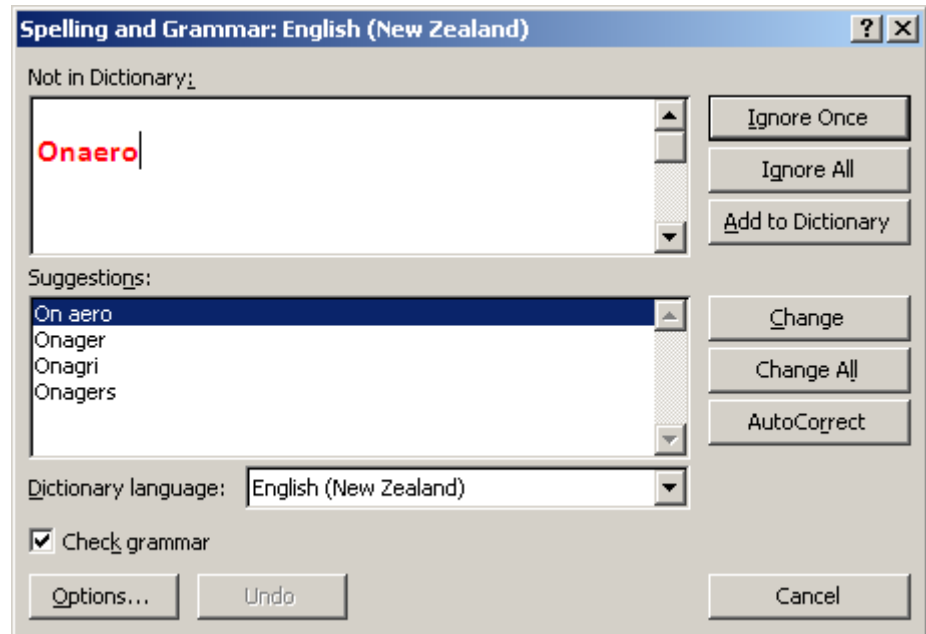 Spelling and Grammar: English (New Zealand)
Not in Dictionary:
Onaero
Ignore Once
Ignore All
Add to Dictionary
Suggestions:
On aero
Onager
Onagri
Onagers
Change
Change All
AutoCorrect
Dictionary language: English (New Zealand)
Check grammar
Options... Undo Cancel